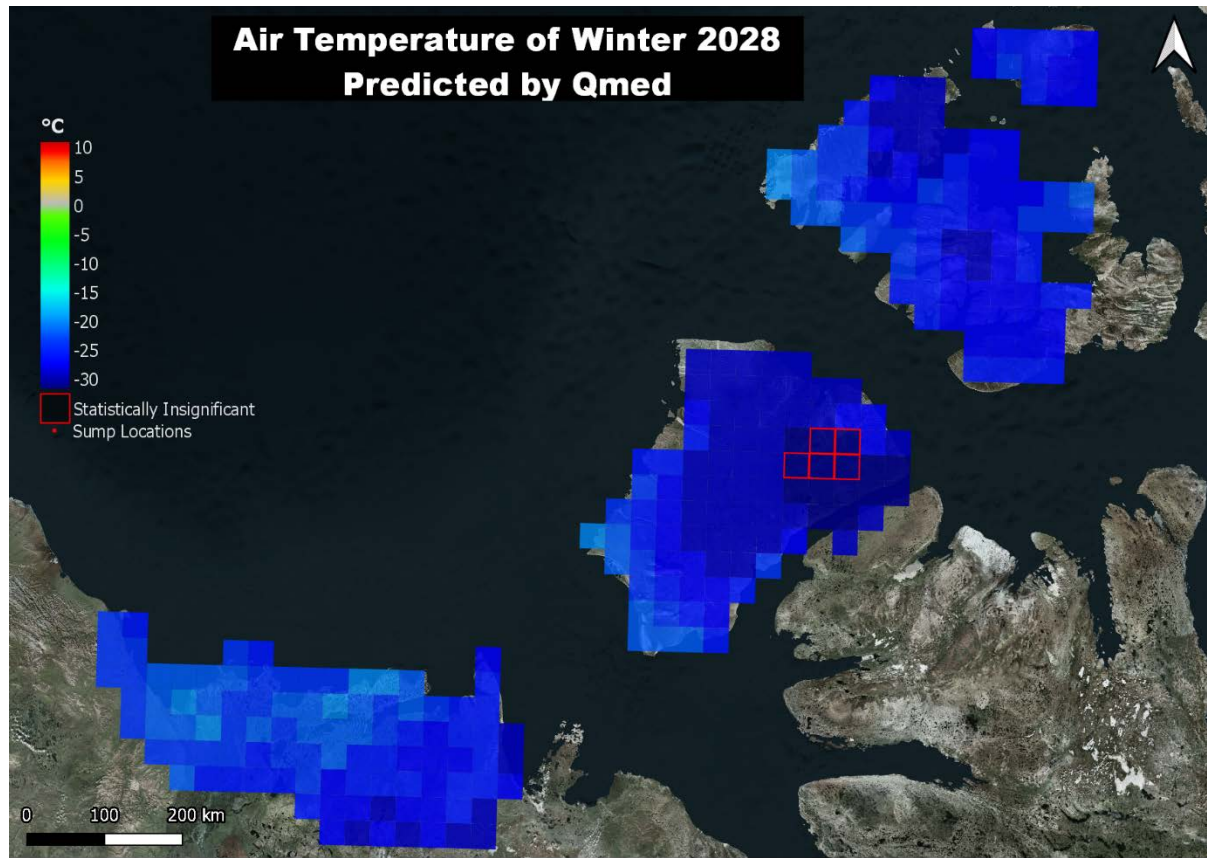 Air Temperature of Winter 2028
Predicted by Qmed
°C
10
5
0
-5
-10
-15
-20
-25
-30
Statistically Insignificant
Sump Locations
0 100 200 km